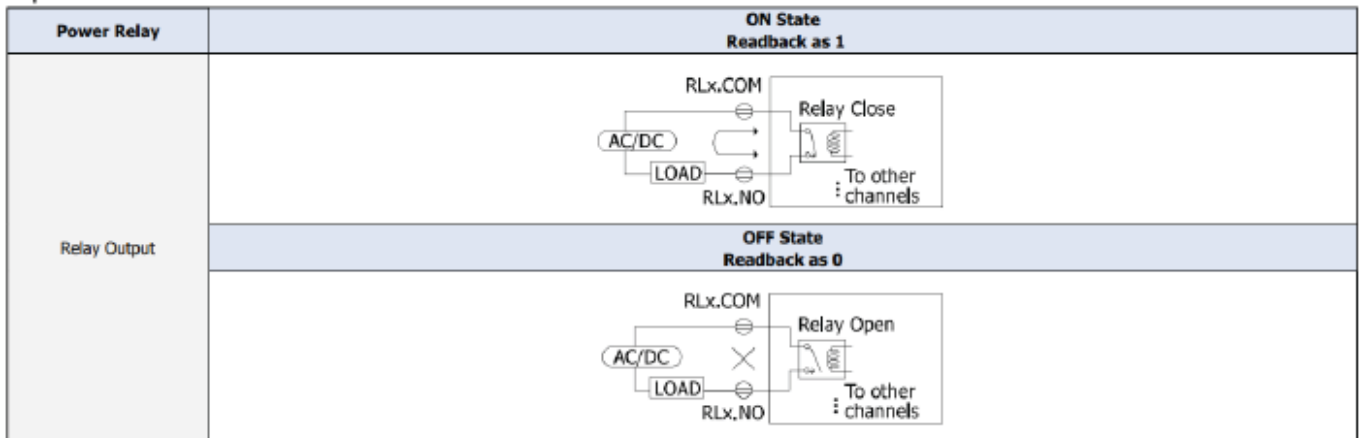 Power Relay
ON State
Readback as 1
RLx.COM
Relay Close
AC/DC
LOAD
To other
channels
RLx.NO
Relay Output
OFF State
Readback as 0
RLx.COM
Relay Open
AC/DC
LOAD
To other
channels
RLx.NO